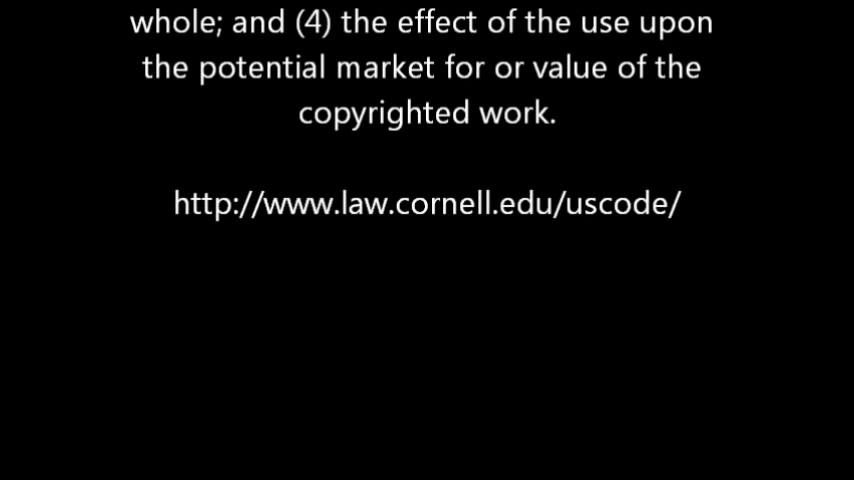 whole; and (4) the effect of the use upon
the potential market for or value of the
copyrighted work.
http://www.law.cornell.edu/uscode/